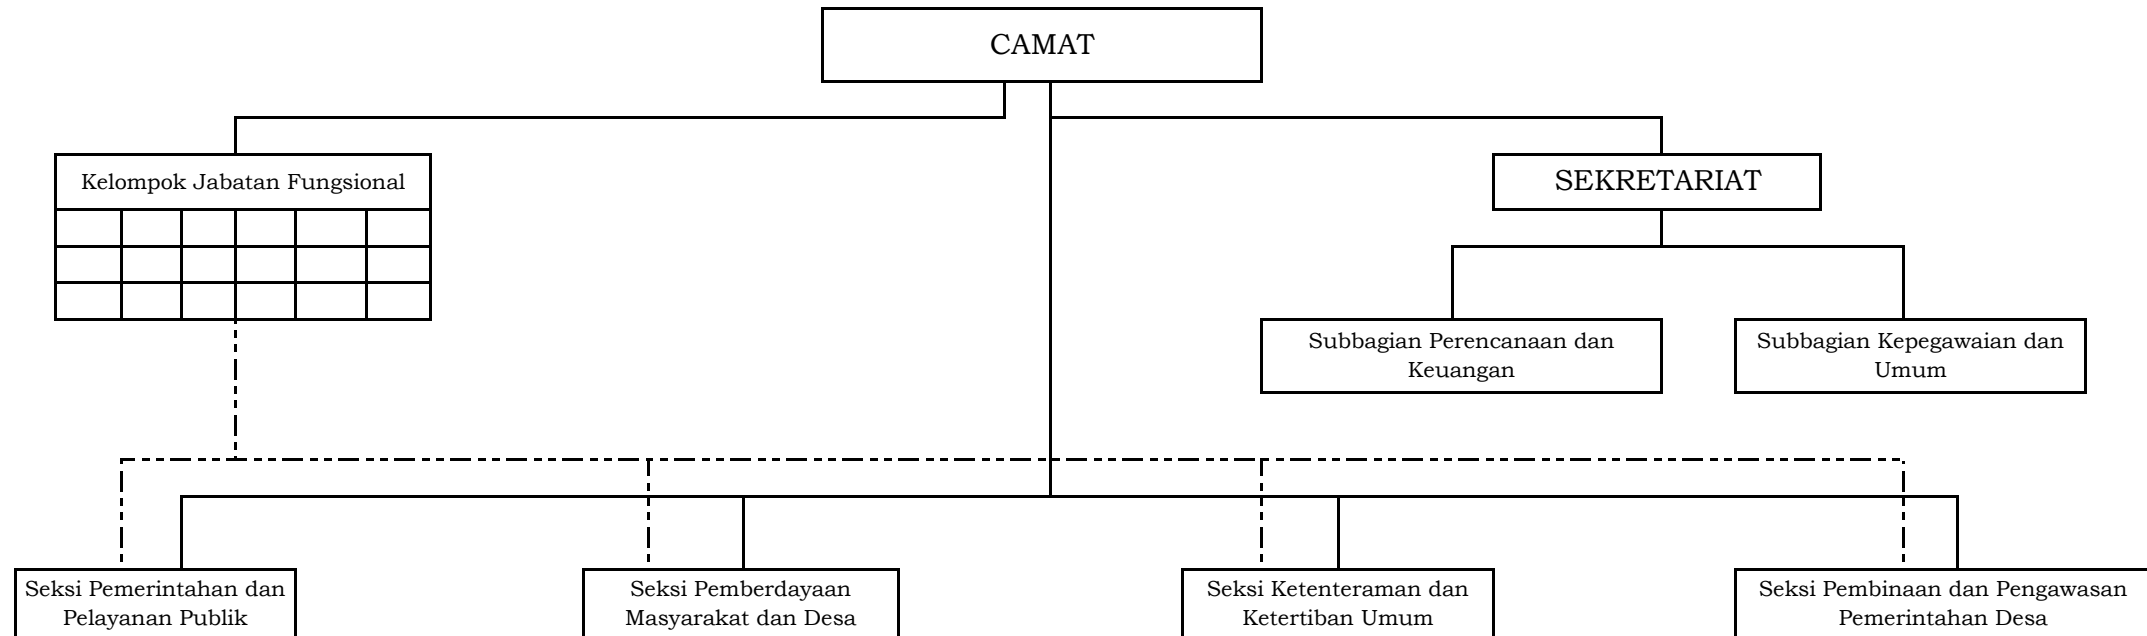 CAMAT
Kelompok Jabatan Fungsional
SEKRETARIAT
Subbagian Perencanaan dan
Keuangan
Subbagian Kepegawaian dan
Umum
Seksi Pemerintahan dan
Pelayanan Publik
Seksi Pemberdayaan
Masyarakat dan Desa
Seksi Ketenteraman dan
Ketertiban Umum
Seksi Pembinaan dan Pengawasan
Pemerintahan Desa